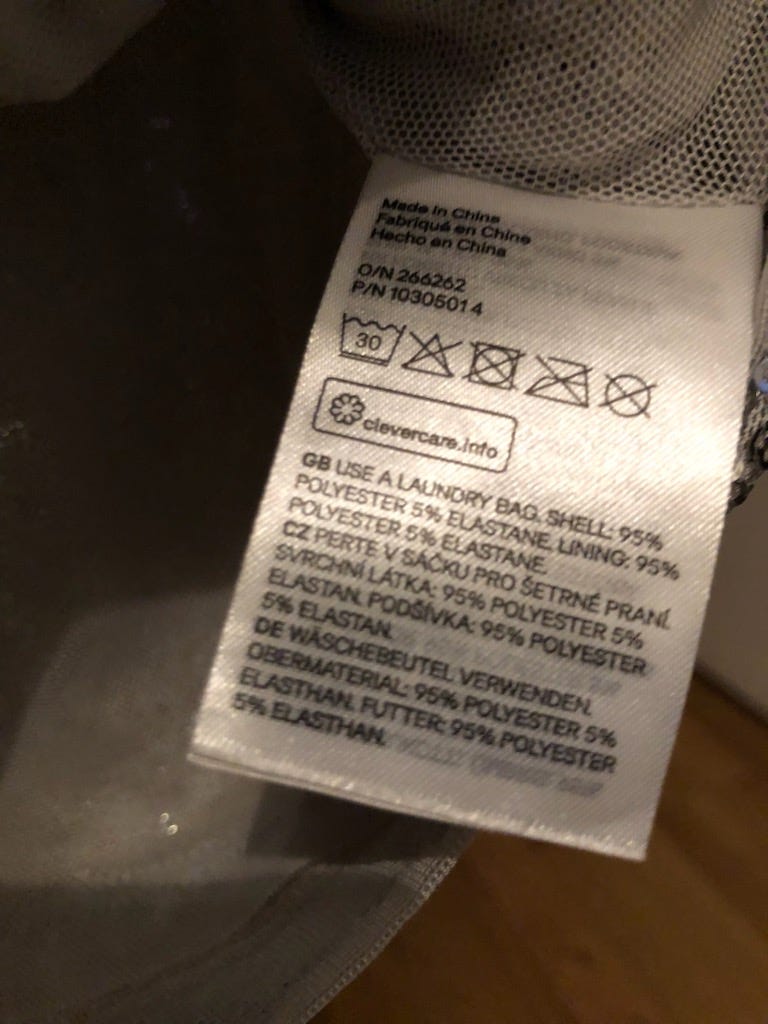 Made in China
Fabriqué en Chine
Hecho en China
O/N 266262
P/N 1030501 4
30
clevercare.info
GB USE A LAUNDRY BAG. SHELL: 95%
POLYESTER 5% ELASTANE. LINING: 95%
POLYESTER 5% ELASTANE.
CZ PERTE V SÁČKU PRO ŠETRNÉ PRANÍ.
SVRCHNÍ LÁTKA: 95% POLYESTER 5%
ELASTAN. PODŠÍVKA: 95% POLYESTER
5% ELASTAN.
DE WÄSCHEBEUTEL VERWENDEN.
OBERMATERIAL: 95% POLYESTER 5%
ELASTHAN. FUTTER: 95% POLYESTER
5% ELASTHAN.